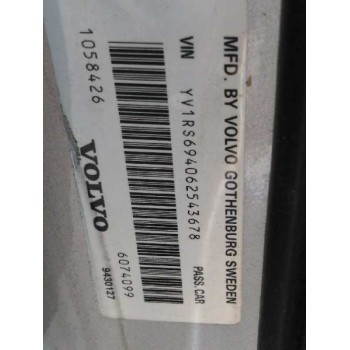 MFD. BY VOLVO GOTHENBURG SWEDEN
VIN YV1RS694062543678 PASS. CAR
1058426 6074099
VOLVO 9430127